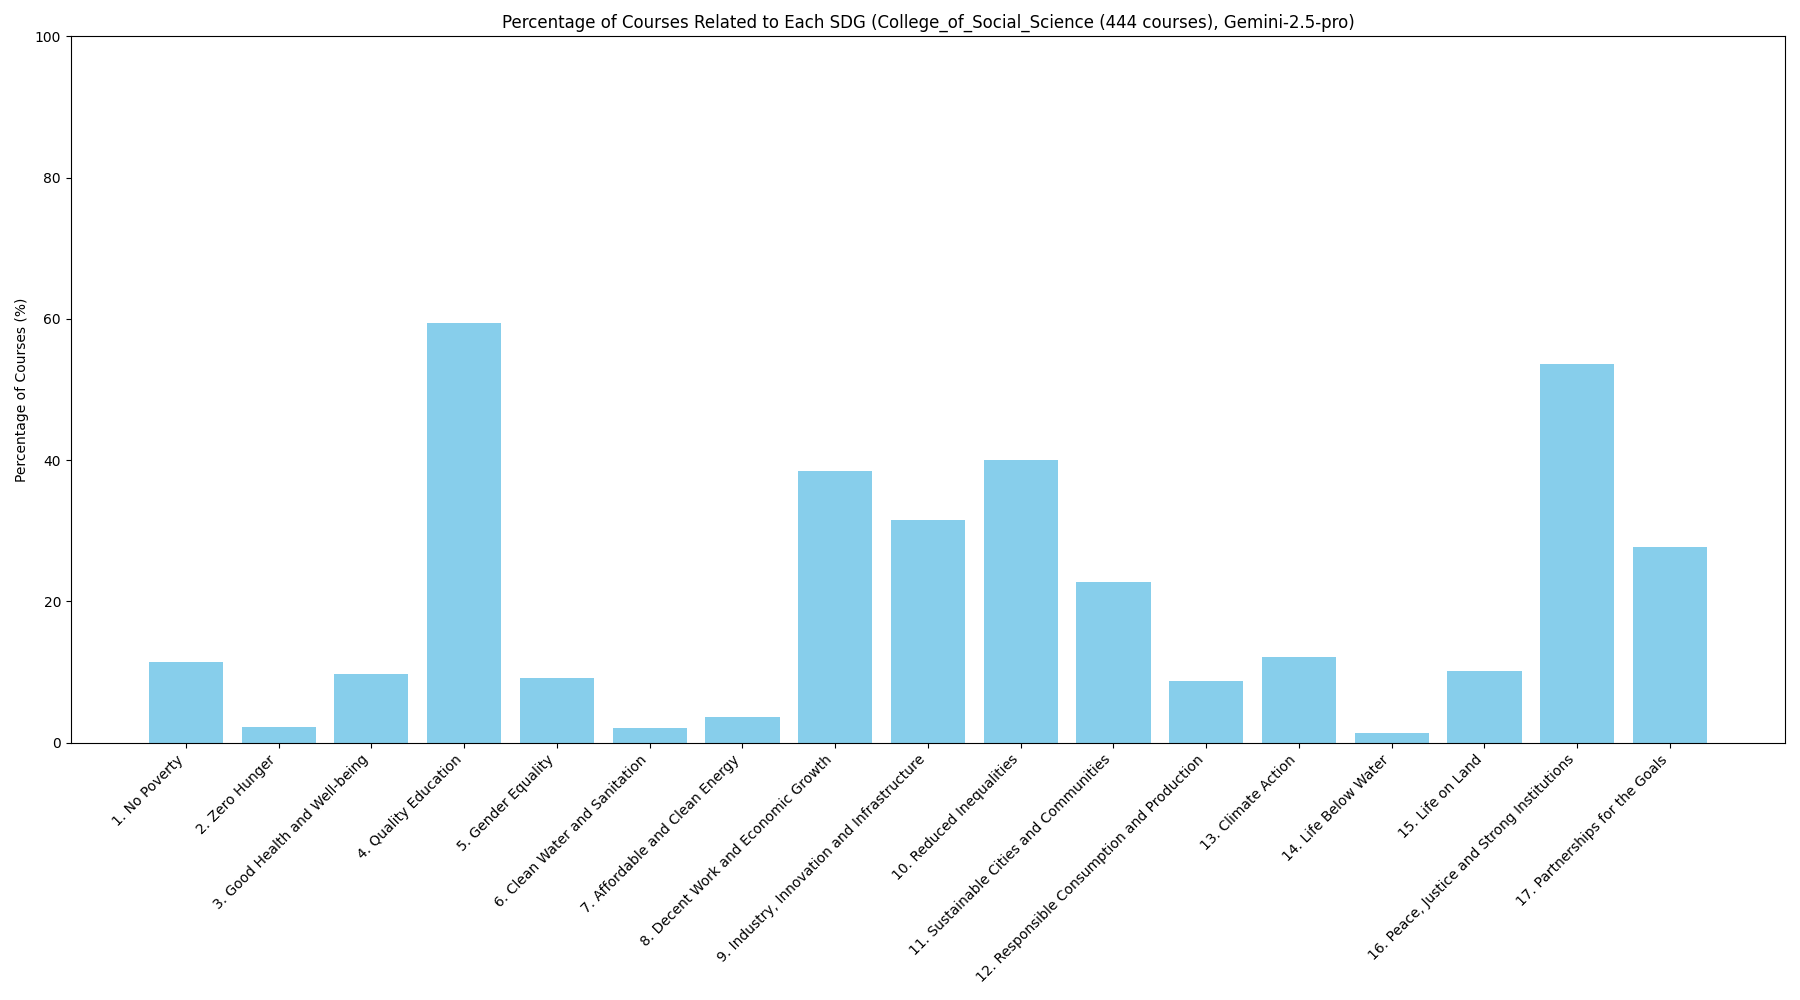 Percentage of Courses Related to Each SDG (College_of_Social_Science (444 courses), Gemini-2.5-pro)
Percentage of Courses (%)
100
80
60
40
20
0
1. No Poverty
2. Zero Hunger
3. Good Health and Well-being
4. Quality Education
5. Gender Equality
6. Clean Water and Sanitation
7. Affordable and Clean Energy
8. Decent Work and Economic Growth
9. Industry, Innovation and Infrastructure
10. Reduced Inequalities
11. Sustainable Cities and Communities
12. Responsible Consumption and Production
13. Climate Action
14. Life Below Water
15. Life on Land
16. Peace, Justice and Strong Institutions
17. Partnerships for the Goals